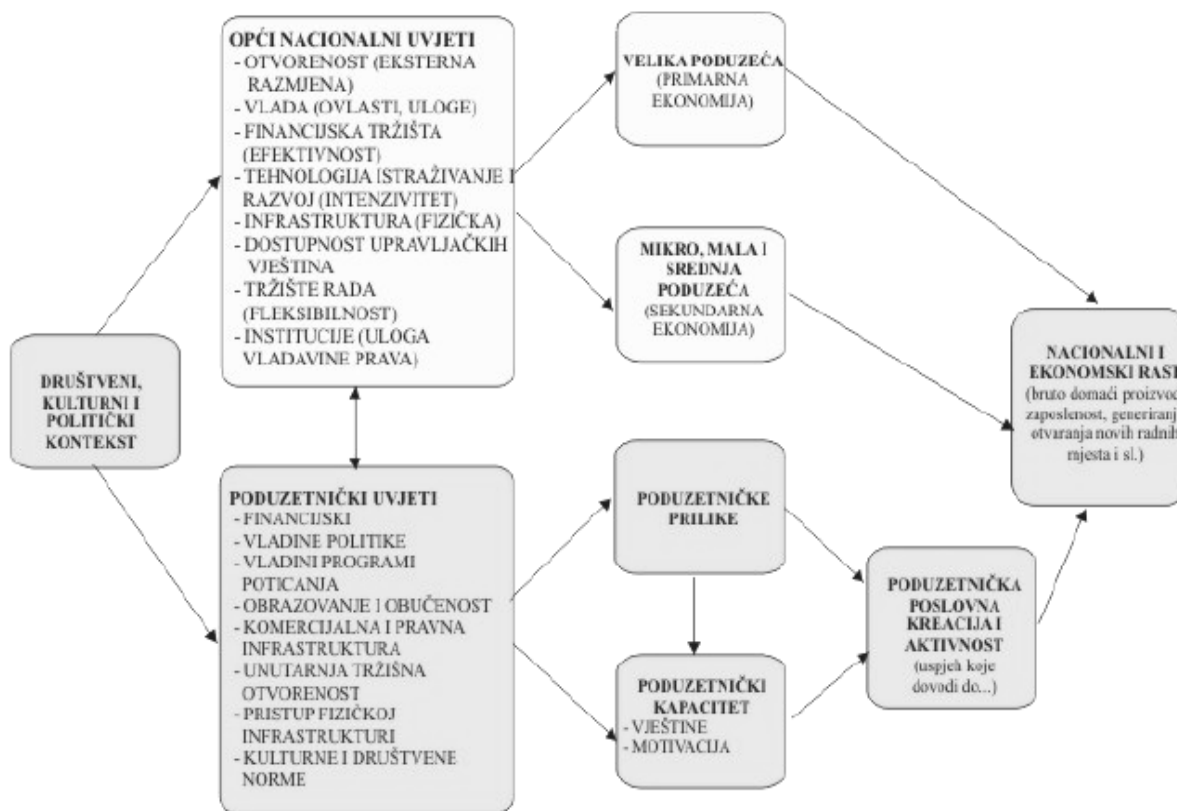 DRUŠTVENI,
KULTURNI I
POLITIČKI
KONTEKST
OPĆI NACIONALNI UVJETI
- OTVORENOST (EKSTERNA
RAZMJENA)
- VLADA (OVLASTI, ULOGE)
- FINANCIJSKA TRŽIŠTA
(EFEKTIVNOST)
- TEHNOLOGIJA ISTRAŽIVANJE I
RAZVOJ (INTENZIVITET)
- INFRASTRUKTURA (FIZIČKA)
- DOSTUPNOST UPRAVLJAČKIH
VJEŠTINA
- TRŽIŠTE RADA
(FLEKSIBILNOST)
- INSTITUCIJE (ULOGA
VLADAVINE PRAVA)
PODUZETNIČKI UVJETI
- FINANCIJSKI
- VLADINE POLITIKE
- VLADINI PROGRAMI
POTICANJA
- OBRAZOVANJE I OBUČENOST
- KOMERCIJALNA I PRAVNA
INFRASTRUKTURA
- UNUTARNJA TRŽIŠNA
OTVORENOST
- PRISTUP FIZIČKOJ
INFRASTRUKTURI
- KULTURNE I DRUŠTVENE
NORME
VELIKA PODUZEĆA
(PRIMARNA
EKONOMIJA)
MIKRO, MALA I
SREDNJA
PODUZEĆA
(SEKUNDARNA
EKONOMIJA)
PODUZETNIČKE
PRILIKE
PODUZETNIČKI
KAPACITET
- VJEŠTINE
- MOTIVACIJA
PODUZETNIČKA
POSLOVNA
KREACIJA I
AKTIVNOST
(uspjeh koje
dovodi do...)
NACIONALNI I
EKONOMSKI RAST
(bruto domaći proizvod,
zaposlenost, generiranj
otvaranja novih radnih
mjesta i sl.)